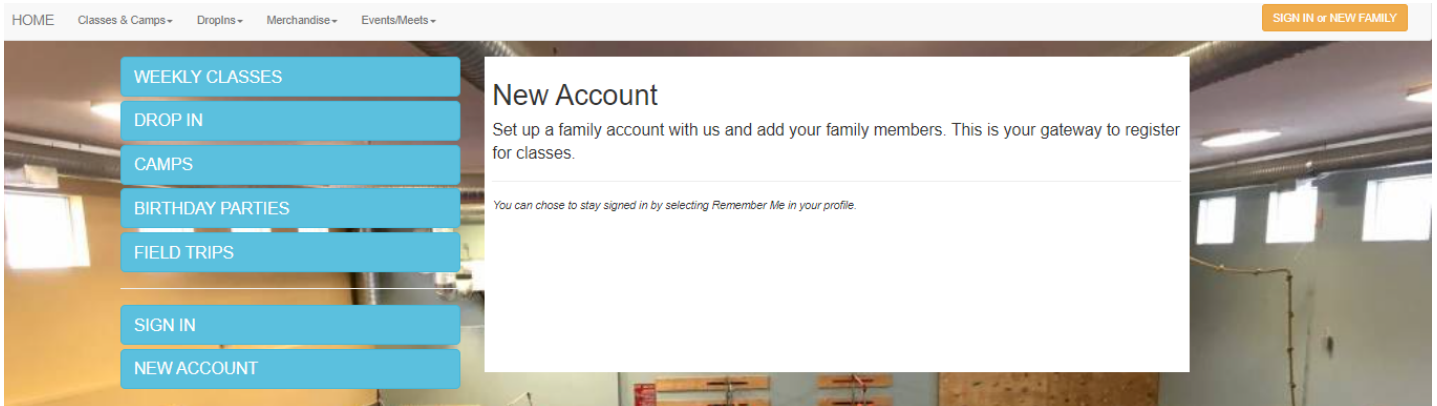 HOME Classes & Camps DropIns Merchandise Events/Meets SIGN IN or NEW FAMILY
WEEKLY CLASSES
DROP IN
CAMPS
BIRTHDAY PARTIES
FIELD TRIPS
SIGN IN
NEW ACCOUNT
New Account
Set up a family account with us and add your family members. This is your gateway to register
for classes.
You can chose to stay signed in by selecting Remember Me in your profile.